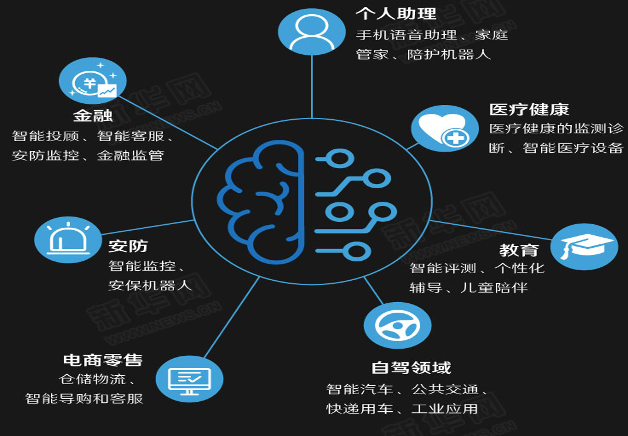 个人助理
手机语音助理、家庭
管家、陪护机器人
金融
智能投顾、智能客服、
安防监控、金融监管
医疗健康
医疗健康的监测诊
断、智能医疗设备
安防
智能监控、
安保机器人
教育
智能评测、个性化
辅导、儿童陪伴
电商零售
仓储物流、
智能导购和客服
自驾领域
智能汽车、公共交通、
快递用车、工业应用
新华网
WWW.NEWS.CN